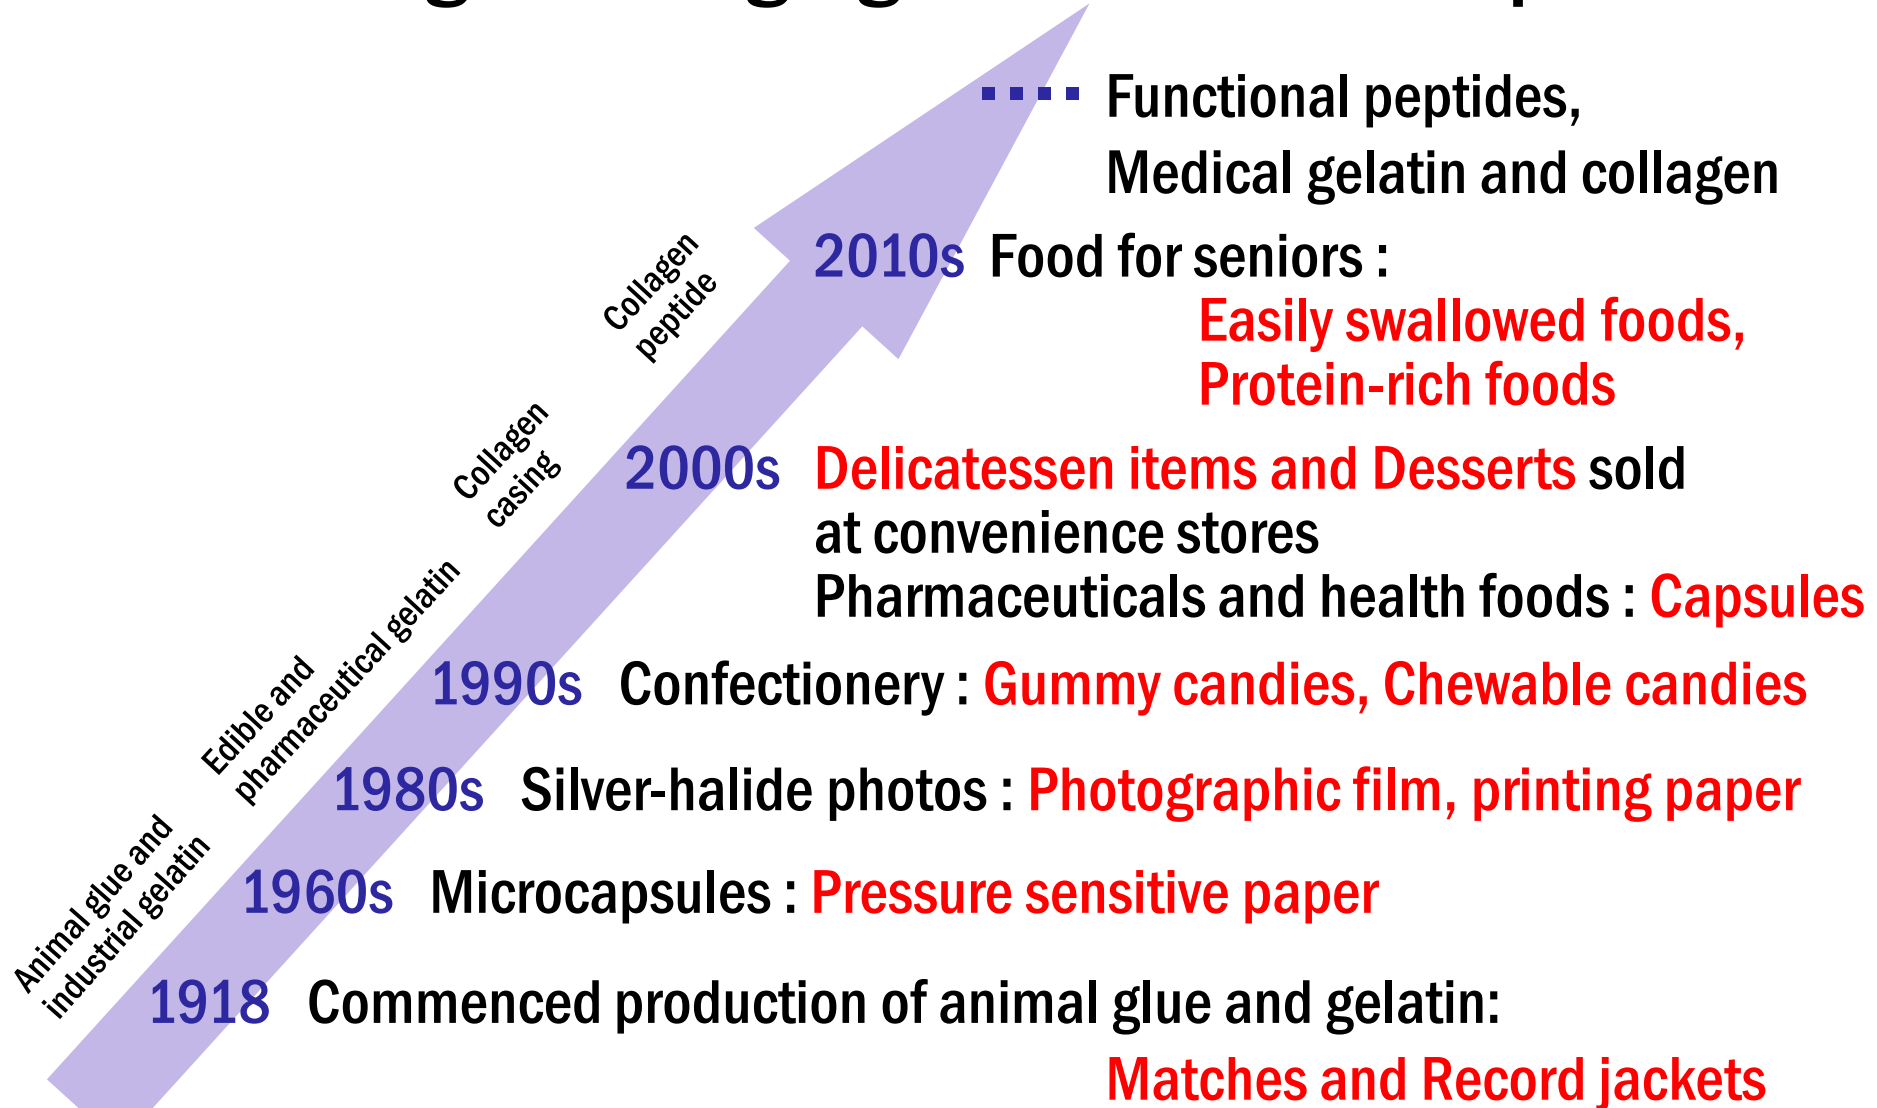 Functional peptides,
Medical gelatin and collagen
Collagen
peptide
2010s Food for seniors :
Easily swallowed foods,
Protein-rich foods
Collagen
casing
2000s Delicatessen items and Desserts sold
at convenience stores
Pharmaceuticals and health foods : Capsules
Edible and
pharmaceutical gelatin
1990s Confectionery : Gummy candies, Chewable candies
1980s Silver-halide photos : Photographic film, printing paper
Animal glue and
industrial gelatin
1960s Microcapsules : Pressure sensitive paper
1918 Commenced production of animal glue and gelatin:
Matches and Record jackets